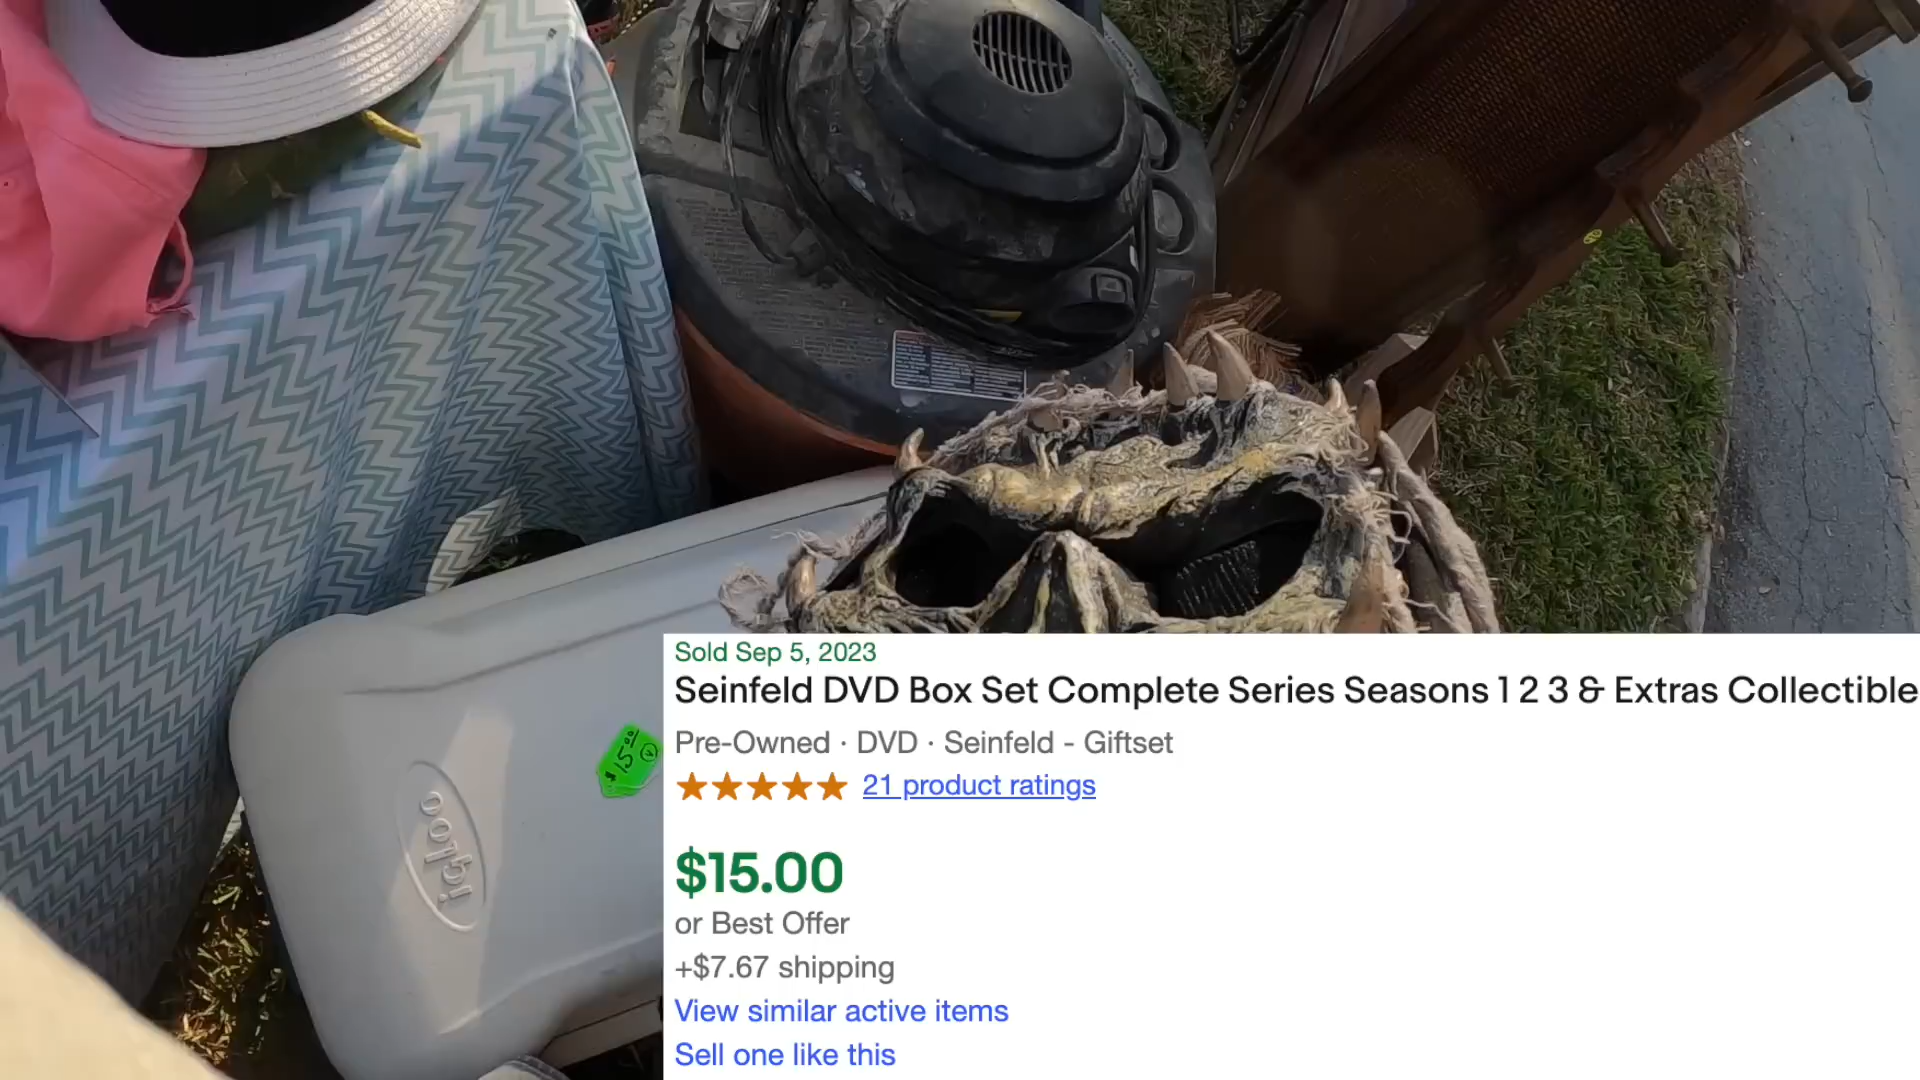 igloo
$15.00
Sold Sep 5, 2023
Seinfeld DVD Box Set Complete Series Seasons 1 2 3 & Extras Collectible
Pre-Owned · DVD · Seinfeld - Giftset
21 product ratings
$15.00
or Best Offer
+$7.67 shipping
View similar active items
Sell one like this